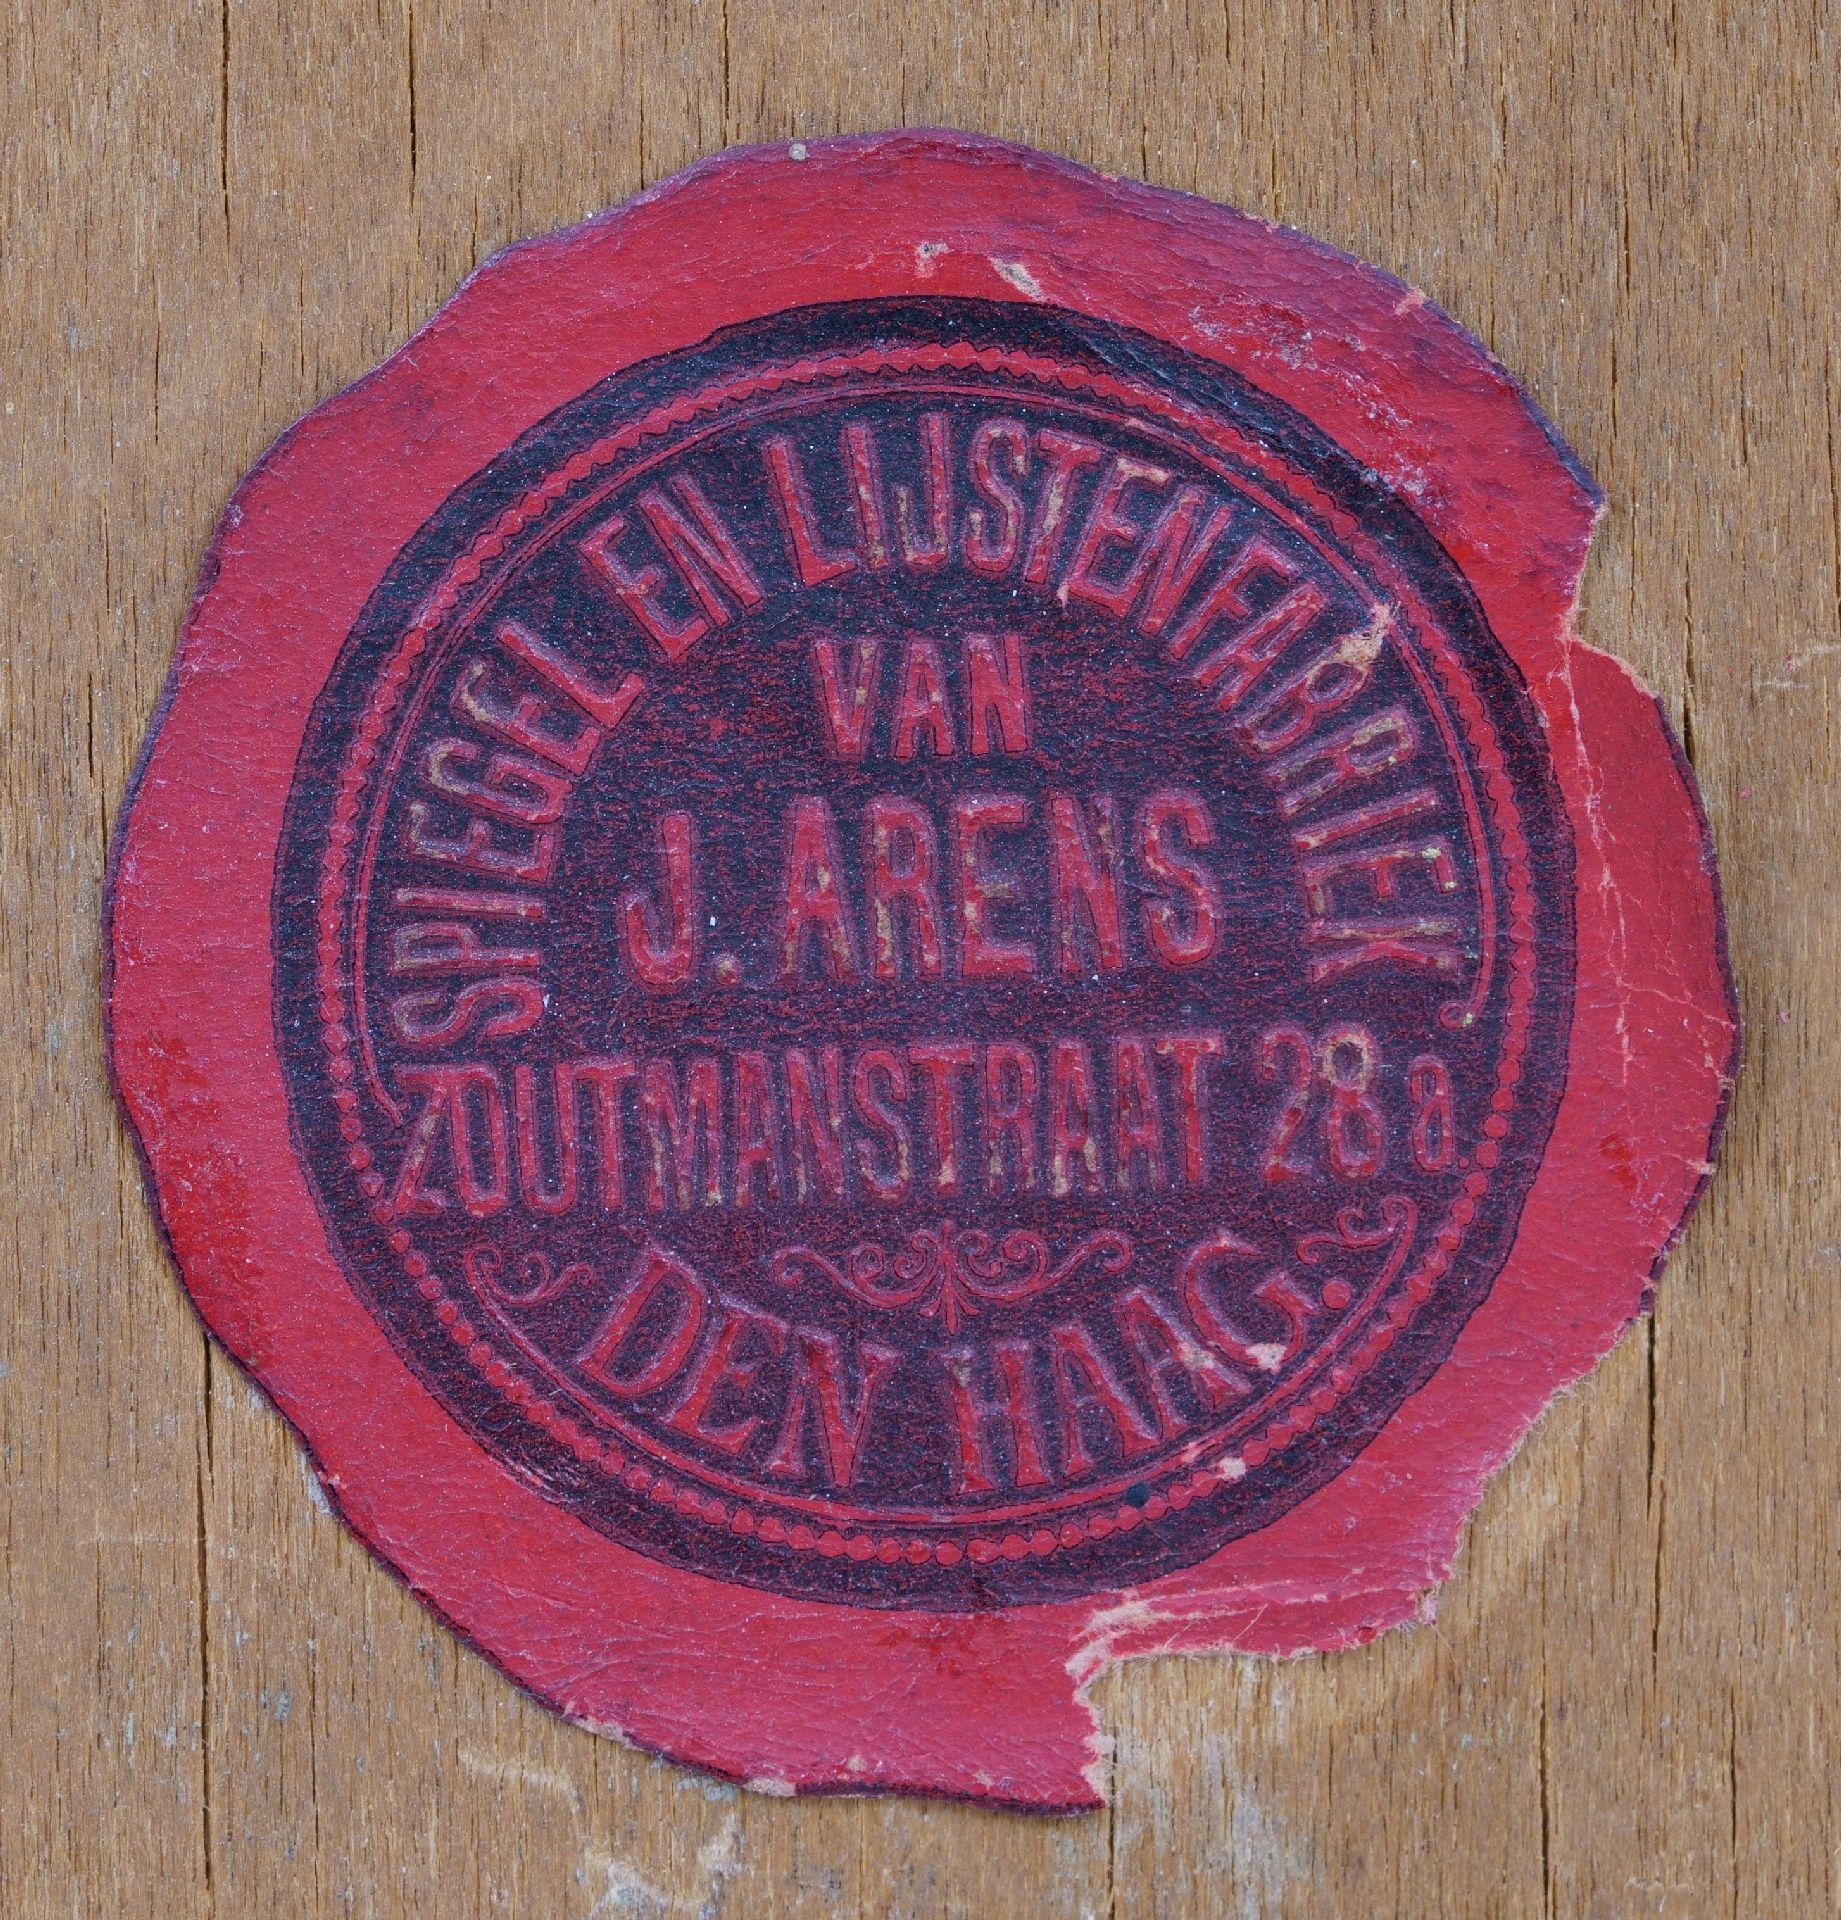 SPIEGEL EN LIJSTENFABRIEK
VAN
J. ARENS
ZOUTMANSTRAAT 28
DEN HAAG.